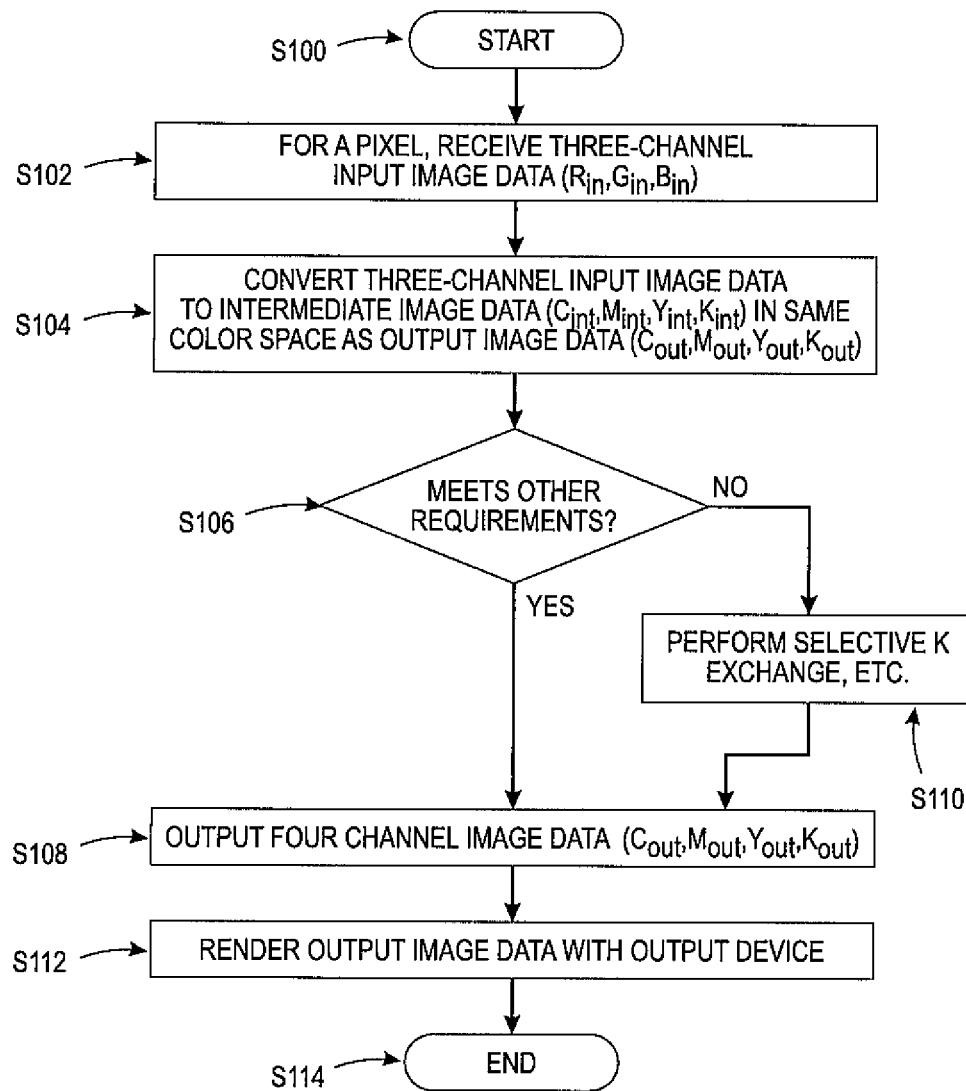 S100
START
S102
FOR A PIXEL, RECEIVE THREE-CHANNEL
INPUT IMAGE DATA (Rin,Gin,Bin)
S104
CONVERT THREE-CHANNEL INPUT IMAGE DATA
TO INTERMEDIATE IMAGE DATA (Cint,Mint,Yint,Kint) IN SAME
COLOR SPACE AS OUTPUT IMAGE DATA (Cout,Mout,Yout,Kout)
S106
MEETS OTHER
REQUIREMENTS?
NO
YES
PERFORM SELECTIVE K
EXCHANGE, ETC.
S110
S108
OUTPUT FOUR CHANNEL IMAGE DATA (Cout,Mout,Yout,Kout)
S112
RENDER OUTPUT IMAGE DATA WITH OUTPUT DEVICE
S114
END